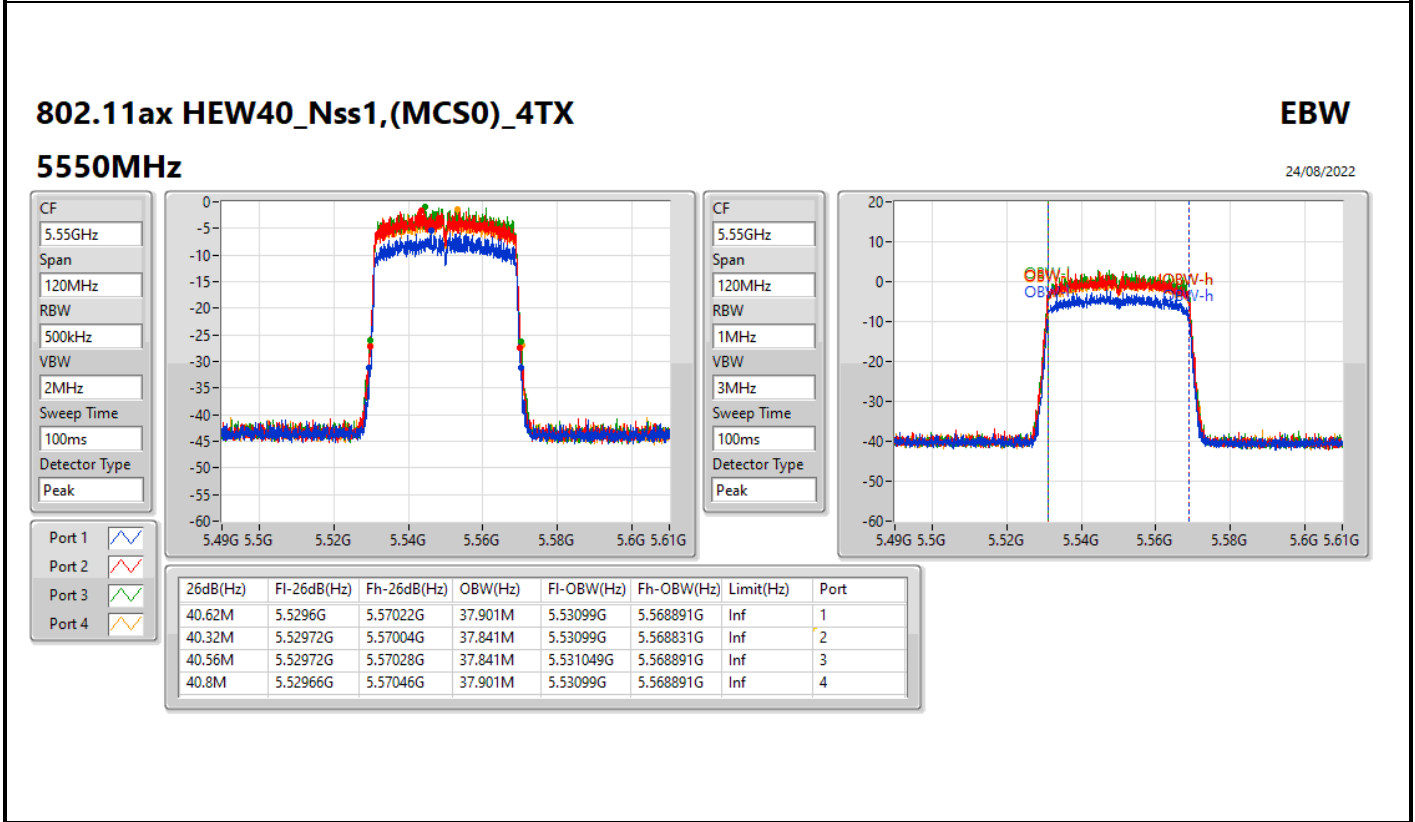 802.11ax HEW40_Nss1,(MCS0)_4TX
EBW
5550MHz
24/08/2022
CF
5.55GHz
Span
120MHz
RBW
500kHz
VBW
2MHz
Sweep Time
100ms
Detector Type
Peak
0
-5
-10
-15
-20
-25
-30
-35
-40
-45
-50
-55
-60
5.49G 5.5G 5.52G 5.54G 5.56G 5.58G 5.6G 5.61G
CF
5.55GHz
Span
120MHz
RBW
1MHz
VBW
3MHz
Sweep Time
100ms
Detector Type
Peak
20
10
0
-10
-20
-30
-40
-50
-60
OBW-h
5.49G 5.5G 5.52G 5.54G 5.56G 5.58G 5.6G 5.61G
Port 1
Port 2
Port 3
Port 4
26dB(Hz) Fl-26dB(Hz) Fh-26dB(Hz) OBW(Hz) Fl-OBW(Hz) Fh-OBW(Hz) Limit(Hz) Port
40.62M 5.5296G 5.57022G 37.901M 5.53099G 5.568891G Inf 1
40.32M 5.52972G 5.57004G 37.841M 5.53099G 5.568831G Inf 2
40.56M 5.52972G 5.57028G 37.841M 5.531049G 5.568891G Inf 3
40.8M 5.52966G 5.57046G 37.901M 5.53099G 5.568891G Inf 4